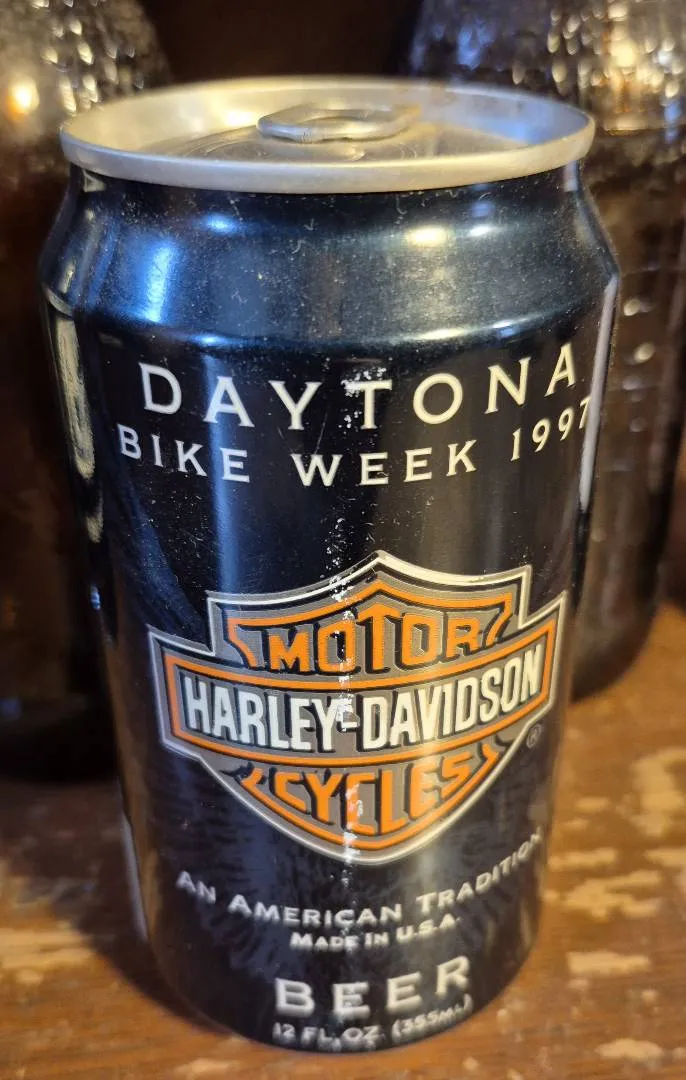 DAYTONA
BIKE WEEK 1997
MOTOR
HARLEY-DAVIDSON
®
CYCLES
AN AMERICAN TRADITION
MADE IN U.S.A.
BEER
12 FL. OZ. (355ML)